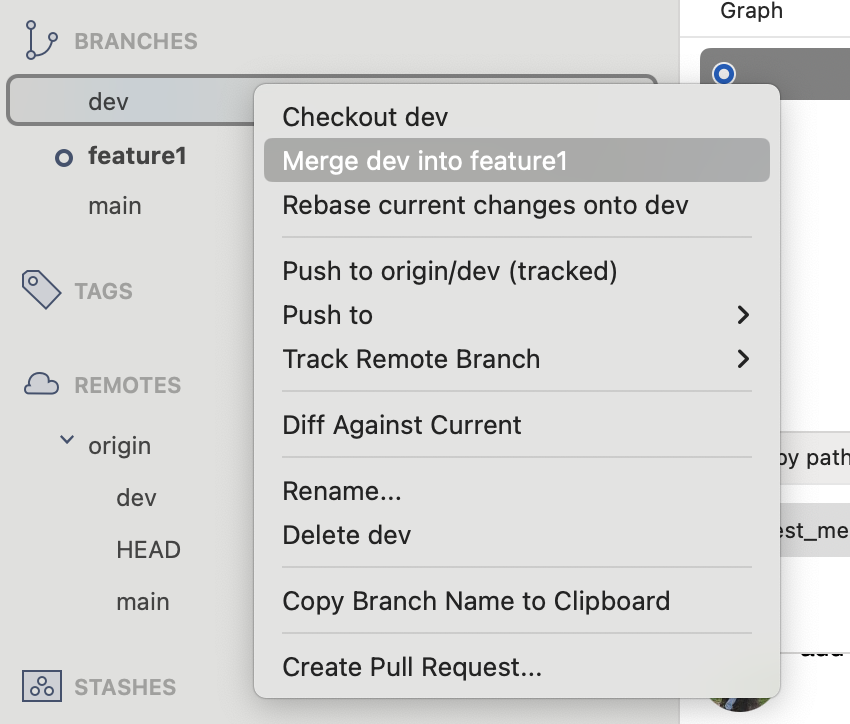 Graph
BRANCHES
dev
feature1
main
TAGS
REMOTES
origin
dev
HEAD
main
STASHES
Checkout dev
Merge dev into feature1
Rebase current changes onto dev
Push to origin/dev (tracked)
Push to
Track Remote Branch
Diff Against Current
Rename...
Delete dev
Copy Branch Name to Clipboard
Create Pull Request...
by path
est_me